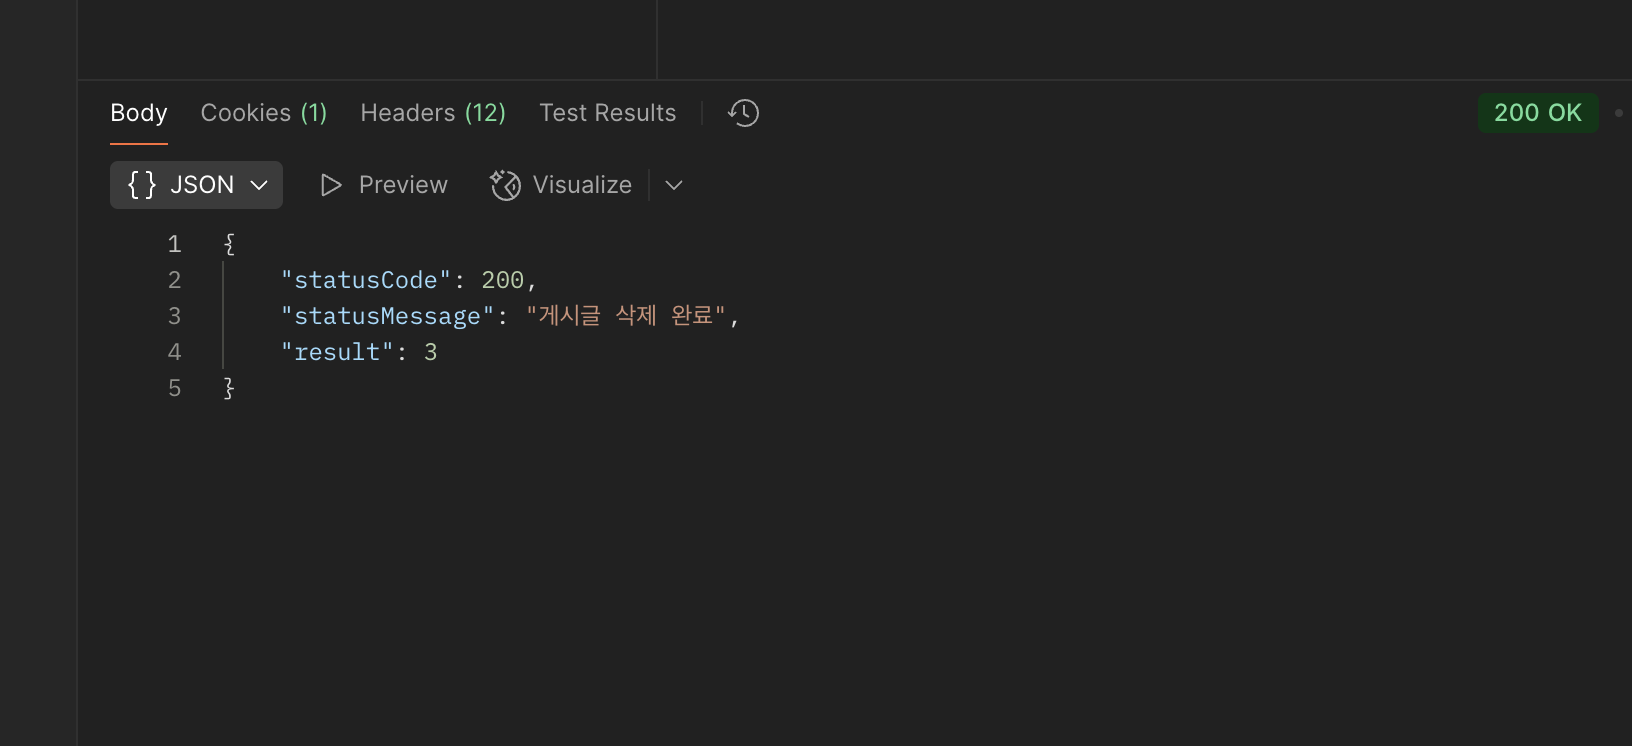 Body Cookies (1) Headers (12) Test Results 200 OK
{} JSON Preview Visualize
1 {
2 "statusCode": 200,
3 "statusMessage": "게시글 삭제 완료",
4 "result": 3
5 }